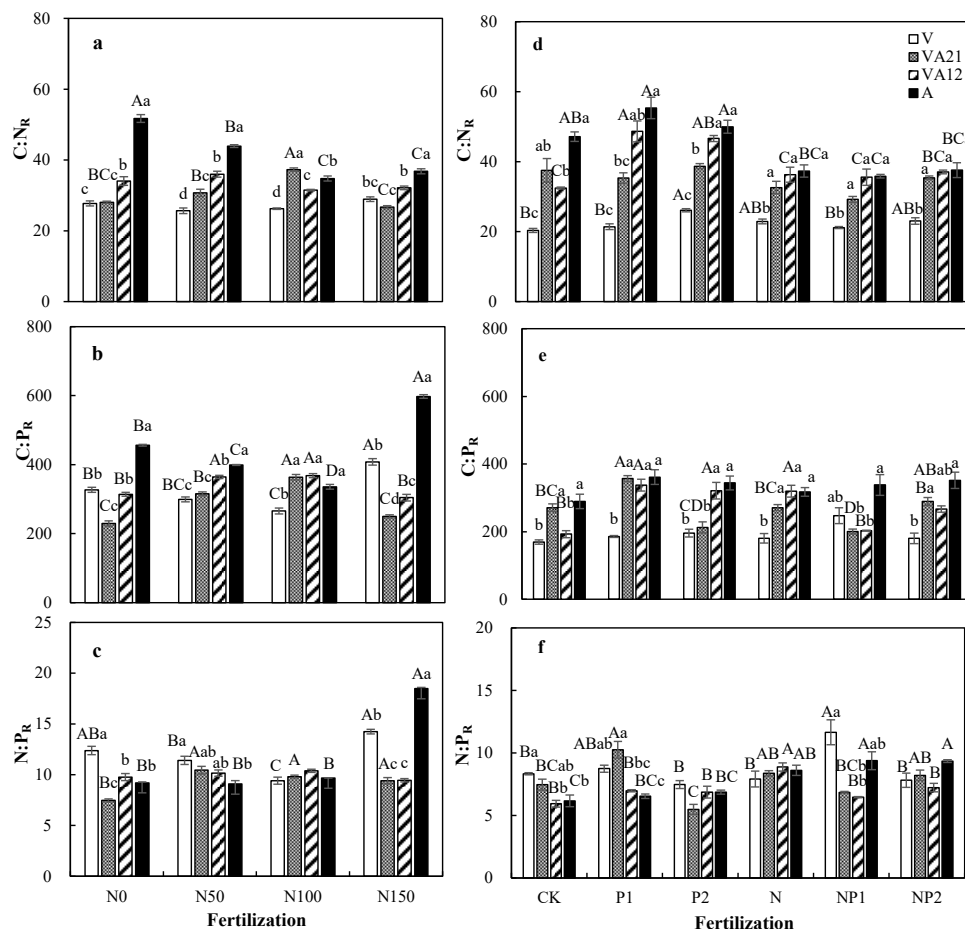 a
C:N_R
80
60
40
20
0
c BCc b Aa
d Bc ab Ba
d Aa c Cb
bc Cc b Ca
d
C:N_R
80
60
40
20
0
V
VA21
VA12
A
Bc ab Cb ABa
Bc bc Aab Aa
Ac b ABa Aa
ABb a Ca BCa
Bb a Ca Ca
ABb a BCa BCa
b
C:P_R
800
600
400
200
0
Bb Cc Bb Ba
BCc Bc Ab Ca
Cb Aa Aa Da
Ab Cd Bc Aa
e
C:P_R
800
600
400
200
0
b BCa Bb a
b Aa Aa a
b CDb Aa a
b BCa Aa a
ab Db Bb a
b Ba ABab a
c
N:P_R
25
20
15
10
5
0
ABa Bc b Bb
Ba Aab ab Bb
C A B
Ab Ac c Aa
N0 N50 N100 N150
Fertilization
f
N:P_R
20
15
10
5
0
Ba BCab Bb Cb
ABab Aa Bbc BCc
B C B BC
B AB A AB
Aa BCb Bb Aab
B AB B A
CK P1 P2 N NP1 NP2
Fertilization